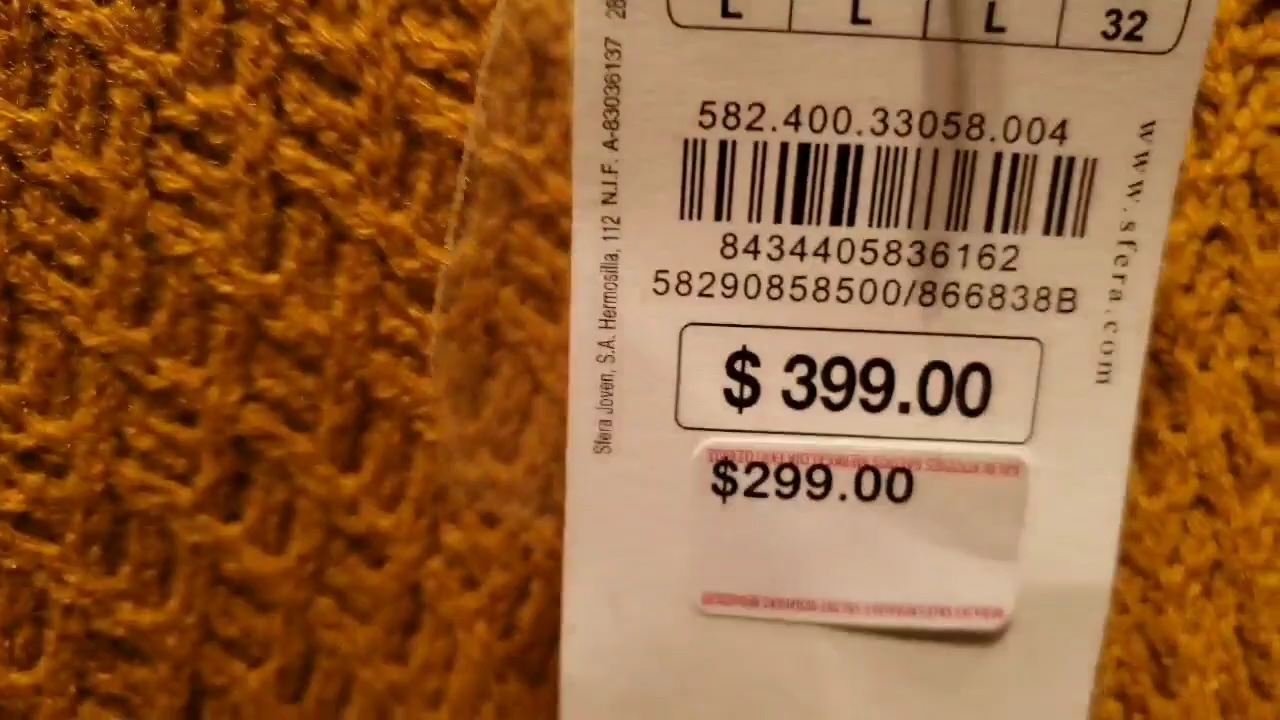 L L L 32
582.400.33058.004
8434405836162
58290858500/866838B
$ 399.00
$299.00
Sfera Joven, S.A. Hermosilla, 112 N.I.F. A-83036137 28
www.sfera.com